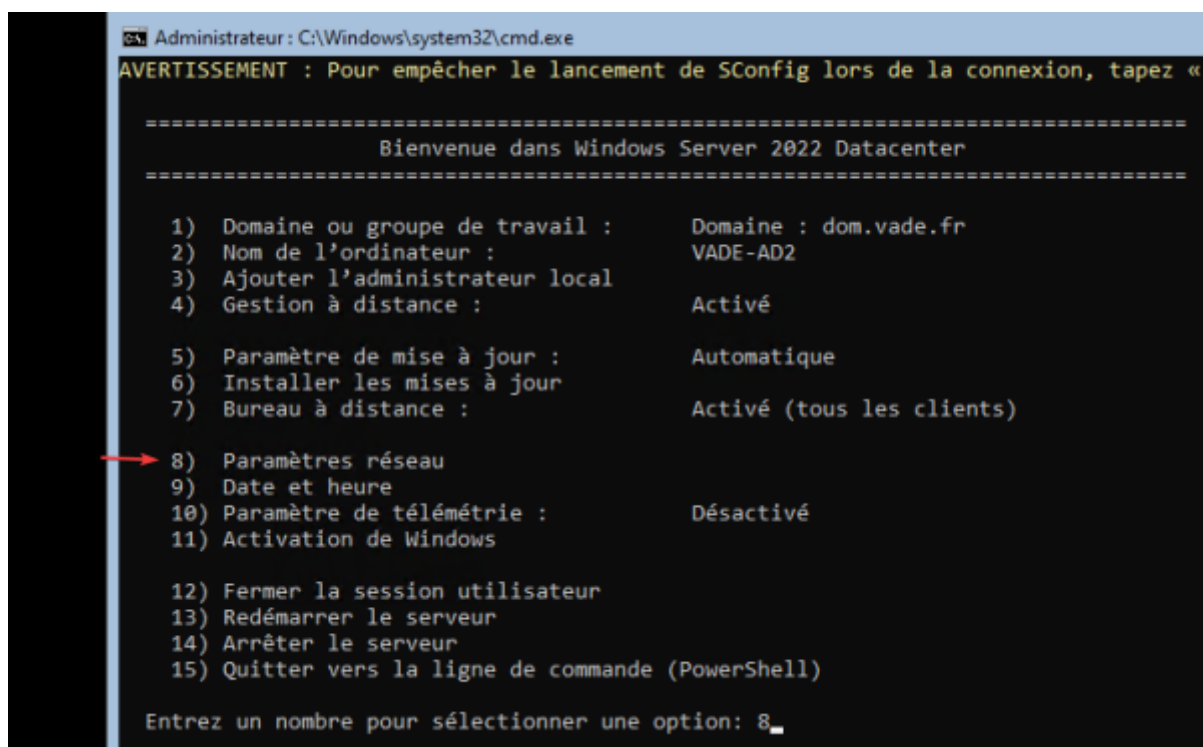 Administrateur : C:\Windows\system32\cmd.exe
AVERTISSEMENT : Pour empêcher le lancement de SConfig lors de la connexion, tapez «
================================================================================
Bienvenue dans Windows Server 2022 Datacenter
================================================================================
1) Domaine ou groupe de travail : Domaine : dom.vade.fr
2) Nom de l’ordinateur : VADE-AD2
3) Ajouter l’administrateur local
4) Gestion à distance : Activé
5) Paramètre de mise à jour : Automatique
6) Installer les mises à jour
7) Bureau à distance : Activé (tous les clients)
8) Paramètres réseau
9) Date et heure
10) Paramètre de télémétrie : Désactivé
11) Activation de Windows
12) Fermer la session utilisateur
13) Redémarrer le serveur
14) Arrêter le serveur
15) Quitter vers la ligne de commande (PowerShell)
Entrez un nombre pour sélectionner une option: 8